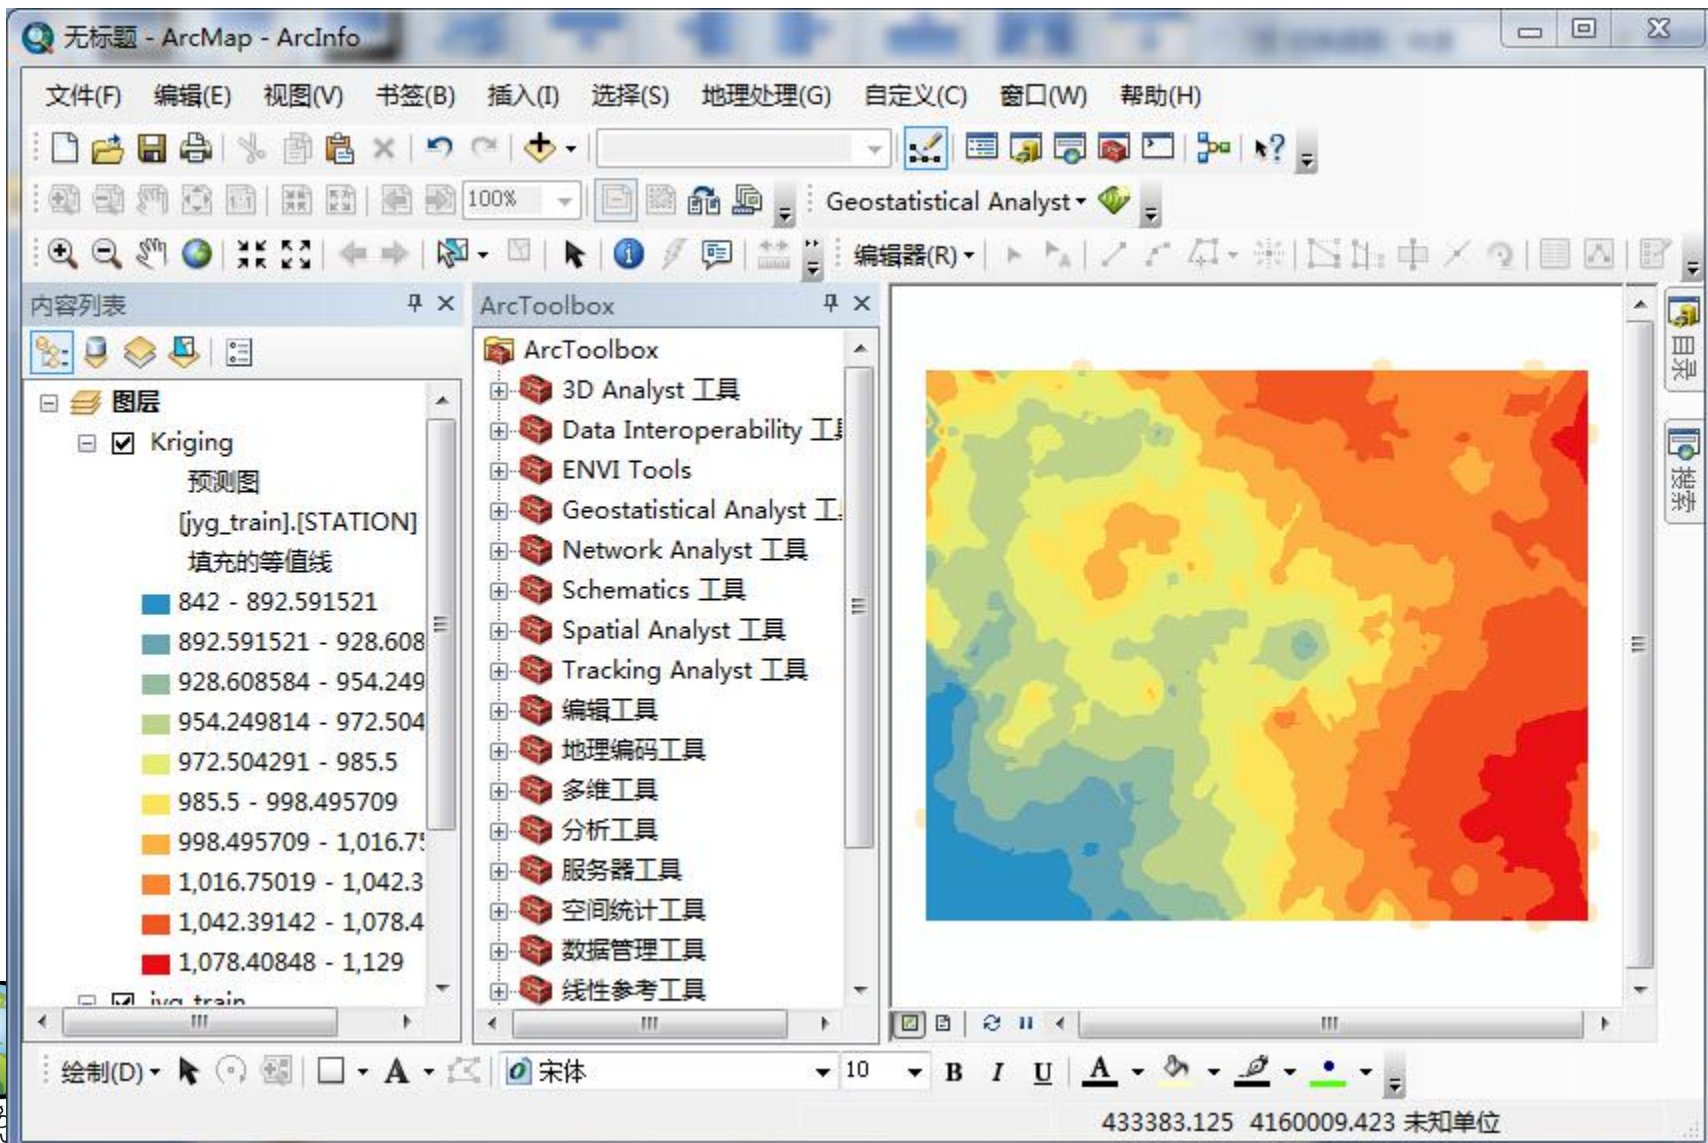 无标题 - ArcMap - ArcInfo
文件(F) 编辑(E) 视图(V) 书签(B) 插入(I) 选择(S) 地理处理(G) 自定义(C) 窗口(W) 帮助(H)
100%
Geostatistical Analyst
编辑器(R)
内容列表
图层
Kriging
预测图
[jyg_train].[STATION]
填充的等值线
842 - 892.591521
892.591521 - 928.608
928.608584 - 954.249
954.249814 - 972.504
972.504291 - 985.5
985.5 - 998.495709
998.495709 - 1,016.7
1,016.75019 - 1,042.3
1,042.39142 - 1,078.4
1,078.40848 - 1,129
jyg_train
ArcToolbox
ArcToolbox
3D Analyst 工具
Data Interoperability 工
ENVI Tools
Geostatistical Analyst 工
Network Analyst 工具
Schematics 工具
Spatial Analyst 工具
Tracking Analyst 工具
编辑工具
地理编码工具
多维工具
分析工具
服务器工具
空间统计工具
数据管理工具
线性参考工具
目录
搜索
绘制(D) A 宋体 10 B I U A
433383.125 4160009.423 未知单位